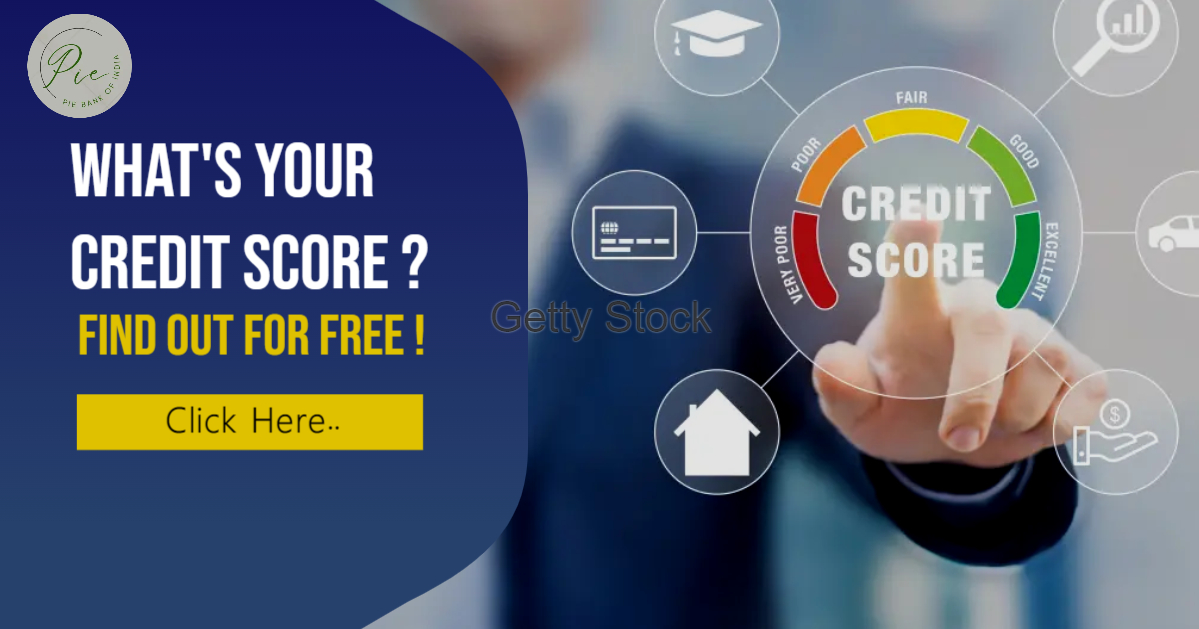 Pie
PIE BANK OF INDIA
WHAT'S YOUR
CREDIT SCORE ?
FIND OUT FOR FREE !
Click Here..
Getty Stock
VERY POOR
POOR
FAIR
GOOD
EXCELLENT
CREDIT
SCORE
$